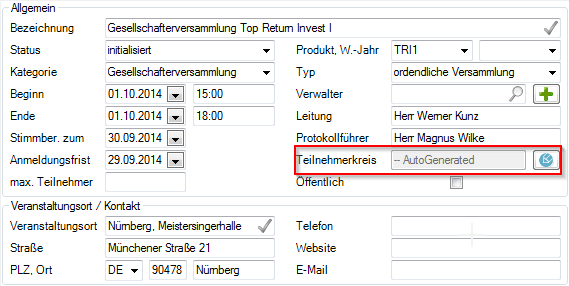 Allgemein
Bezeichnung Gesellschafterversammlung Top Return Invest I
Status initialisiert Produkt, W.-Jahr TRI1
Kategorie Gesellschafterversammlung Typ ordendliche Versammlung
Beginn 01.10.2014 15:00 Verwalter
Ende 01.10.2014 18:00 Leitung Herr Werner Kunz
Stimmber. zum 30.09.2014 Protokollführer Herr Magnus Wilke
Anmeldungsfrist 29.09.2014 Teilnehmerkreis -- AutoGenerated
max. Teilnehmer Öffentlich
Veranstaltungsort / Kontakt
Veranstaltungsort Nürnberg, Meistersingerhalle Telefon
Straße Münchener Straße 21 Website
PLZ, Ort DE 90478 Nürnberg E-Mail